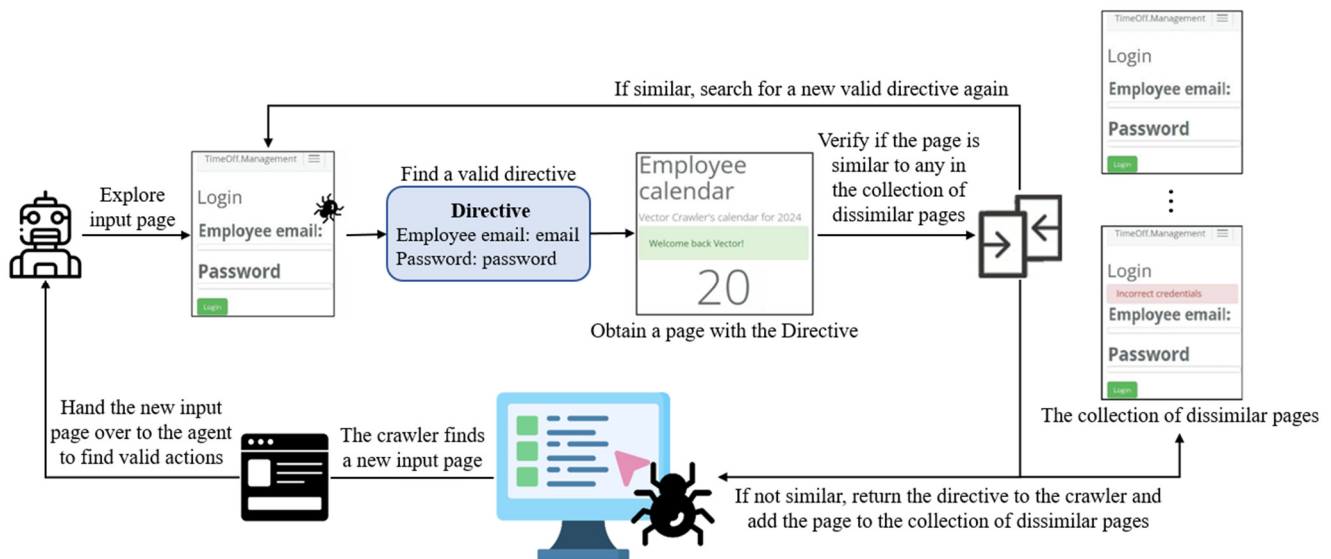 If similar, search for a new valid directive again
TimeOff.Management
Login
Employee email:
Password
Login
Explore
input page
TimeOff.Management
Login
Employee email:
Password
Login
Find a valid directive
Directive
Employee email: email
Password: password
Employee
calendar
Vector Crawler's calendar for 2024
Welcome back Vector!
20
Obtain a page with the Directive
Verify if the page is
similar to any in
the collection of
dissimilar pages
TimeOff.Management
Login
Incorrect credentials
Employee email:
Password
Login
The collection of dissimilar pages
Hand the new input
page over to the agent
to find valid actions
The crawler finds
a new input page
If not similar, return the directive to the crawler and
add the page to the collection of dissimilar pages